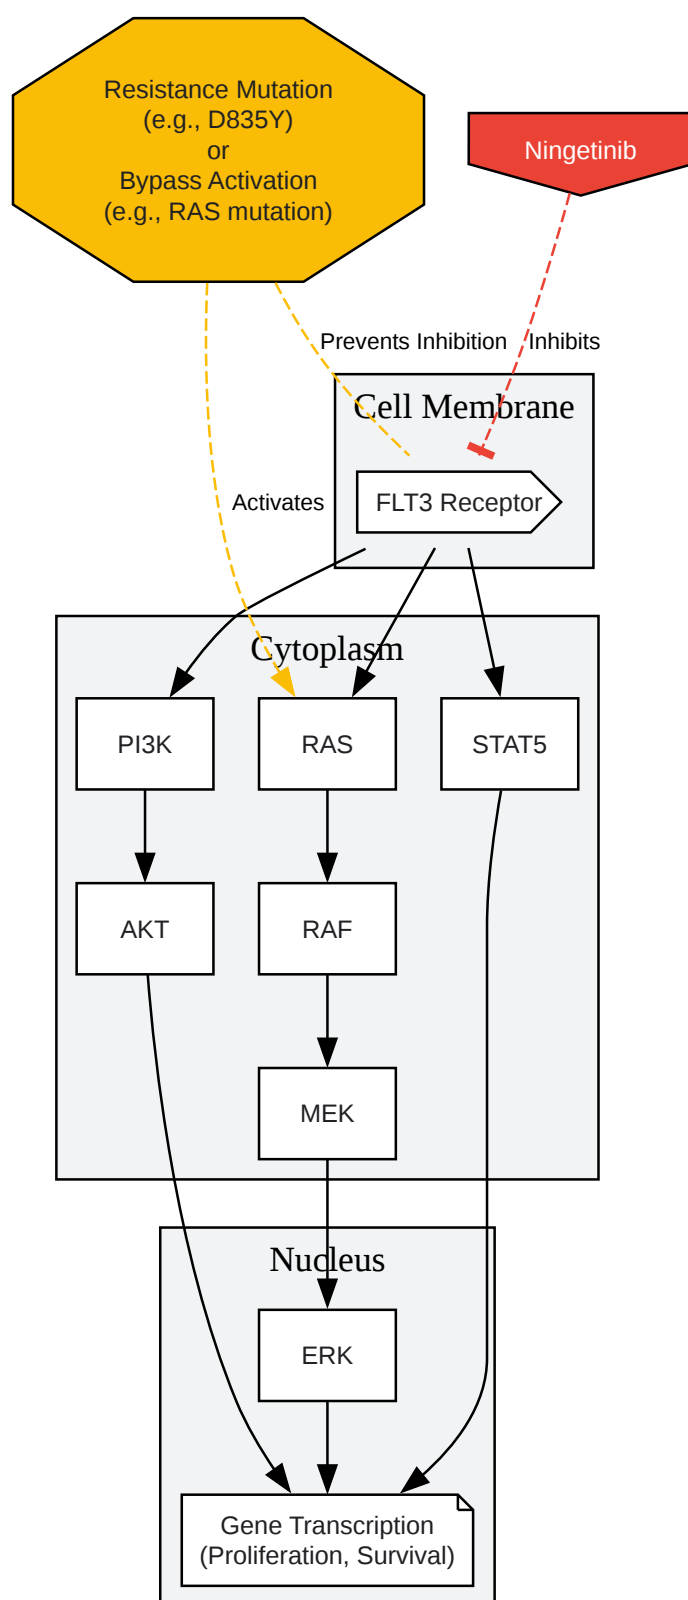 Resistance Mutation
(e.g., D835Y)
or
Bypass Activation
(e.g., RAS mutation)
Ningetinib
Prevents Inhibition
Inhibits
Cell Membrane
FLT3 Receptor
Activates
Cytoplasm
PI3K
RAS
STAT5
AKT
RAF
MEK
Nucleus
ERK
Gene Transcription
(Proliferation, Survival)